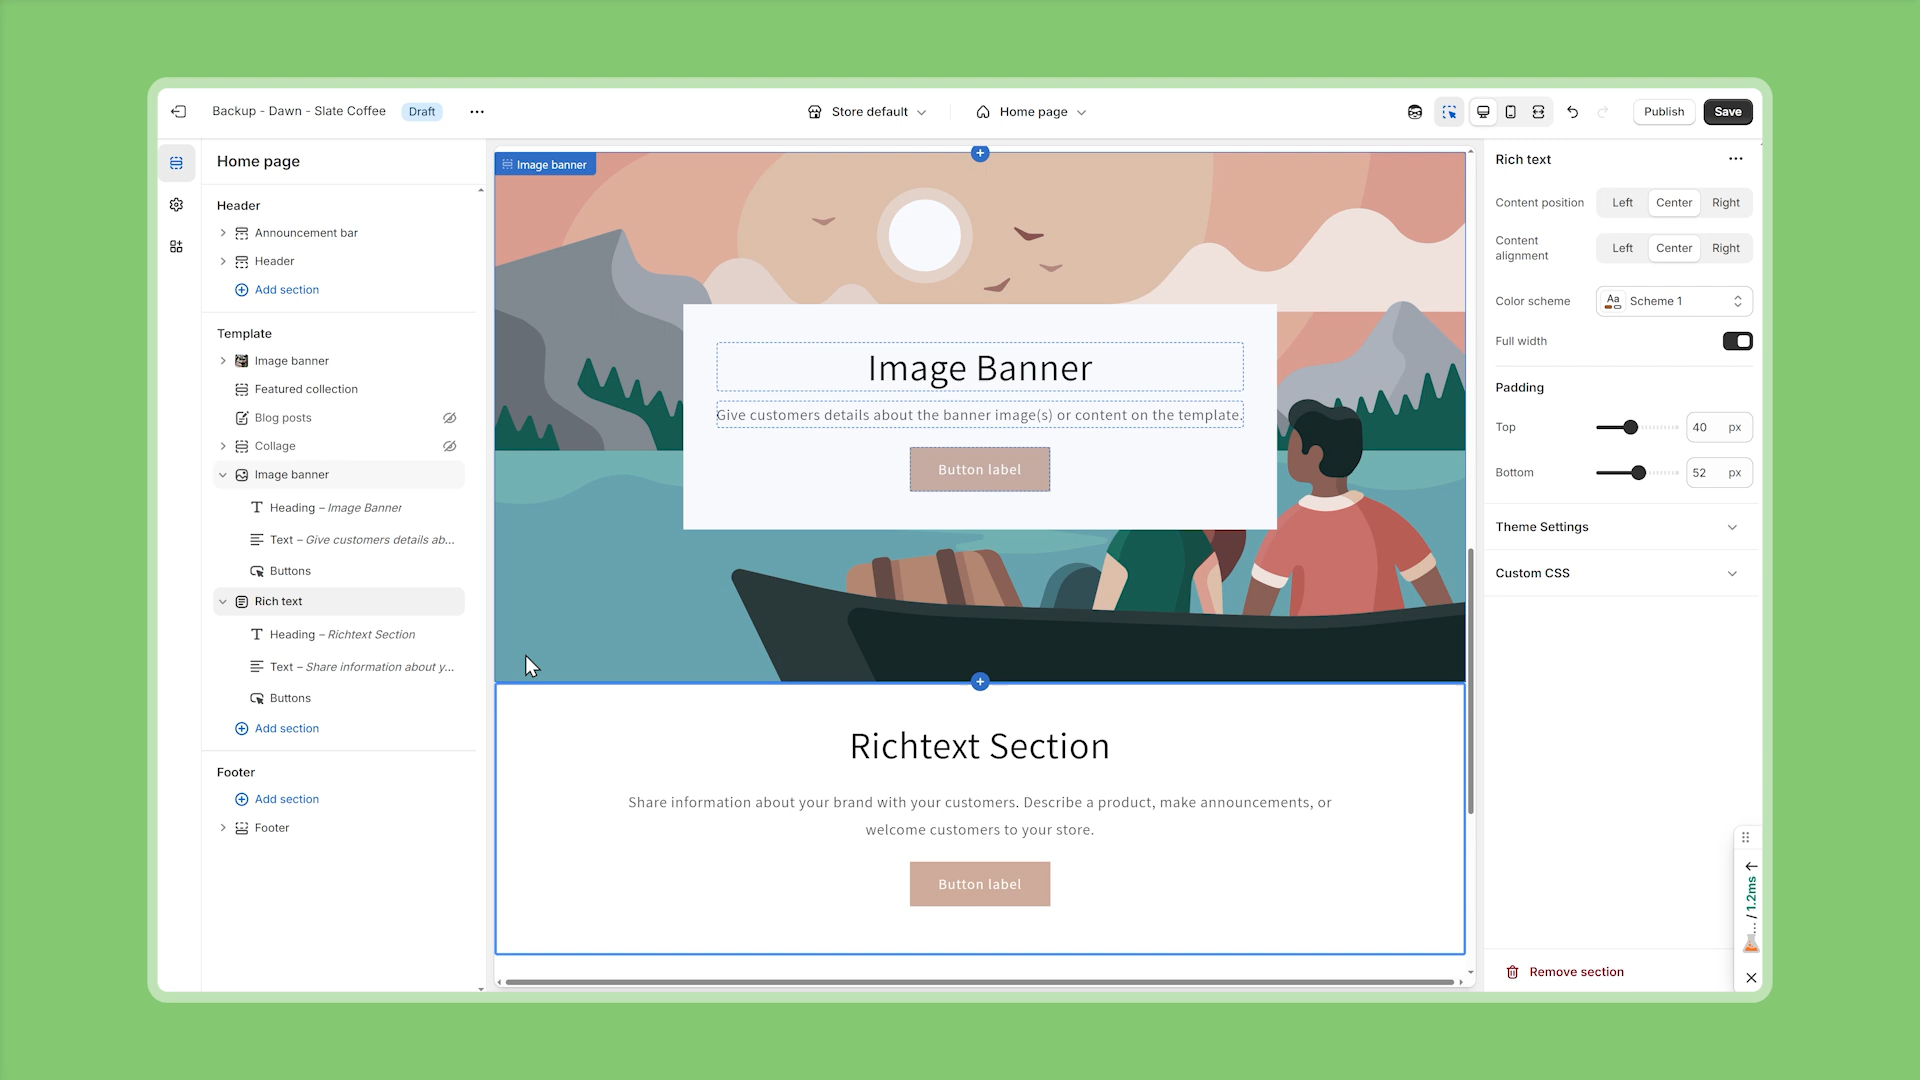 Backup - Dawn - Slate Coffee
Draft
Store default
Home page
Publish
Save
Home page
Header
Announcement bar
Header
Add section
Template
Image banner
Featured collection
Blog posts
Collage
Image banner
Heading – Image Banner
Text – Give customers details ab...
Buttons
Rich text
Heading – Richtext Section
Text – Share information about y...
Buttons
Add section
Footer
Add section
Footer
Image banner
Image Banner
Give customers details about the banner image(s) or content on the template.
Button label
Richtext Section
Share information about your brand with your customers. Describe a product, make announcements, or
welcome customers to your store.
Button label
Rich text
Content position
Left
Center
Right
Content
alignment
Left
Center
Right
Color scheme
Aa
Scheme 1
Full width
Padding
Top
40
px
Bottom
52
px
Theme Settings
Custom CSS
... / 1.2ms
Remove section